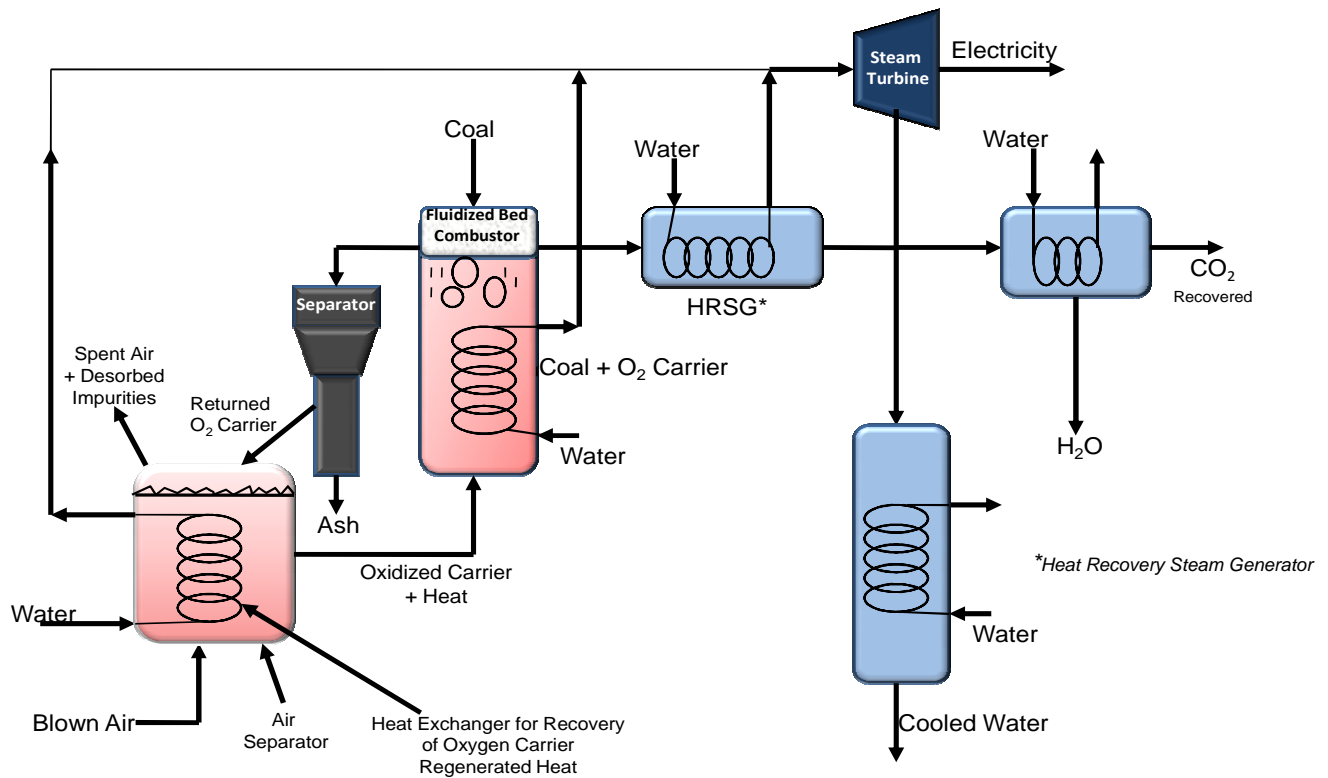 Steam
Turbine
Electricity
Coal
Water
Water
Fluidized Bed
Combustor
Separator
HRSG*
CO₂
Recovered
Spent Air
+ Desorbed
Impurities
Returned
O₂ Carrier
Coal + O₂ Carrier
Water
H₂O
Ash
Oxidized Carrier
+ Heat
*Heat Recovery Steam Generator
Water
Water
Blown Air
Air
Separator
Heat Exchanger for Recovery
of Oxygen Carrier
Regenerated Heat
Cooled Water